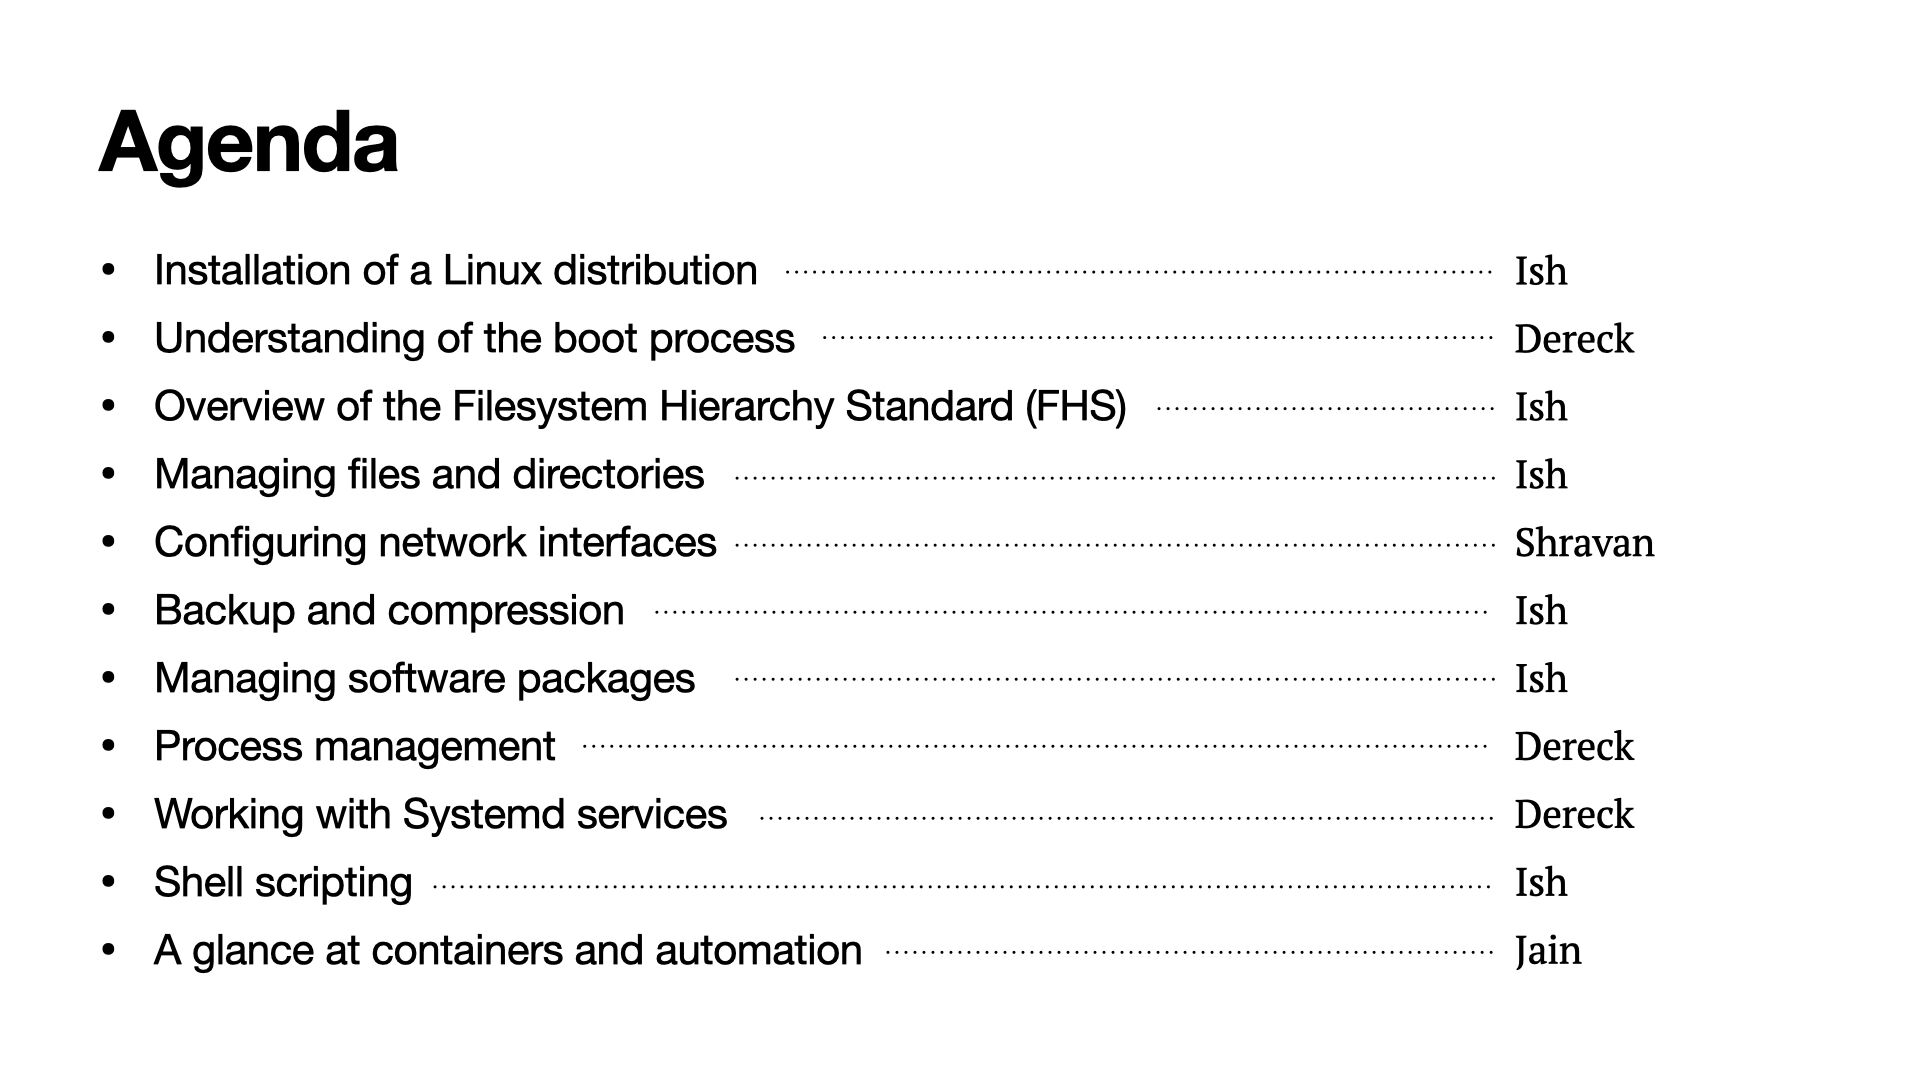 Agenda
• Installation of a Linux distribution ........ Ish
• Understanding of the boot process ........ Dereck
• Overview of the Filesystem Hierarchy Standard (FHS) ........ Ish
• Managing files and directories ........ Ish
• Configuring network interfaces ........ Shravan
• Backup and compression ........ Ish
• Managing software packages ........ Ish
• Process management ........ Dereck
• Working with Systemd services ........ Dereck
• Shell scripting ........ Ish
• A glance at containers and automation ........ Jain